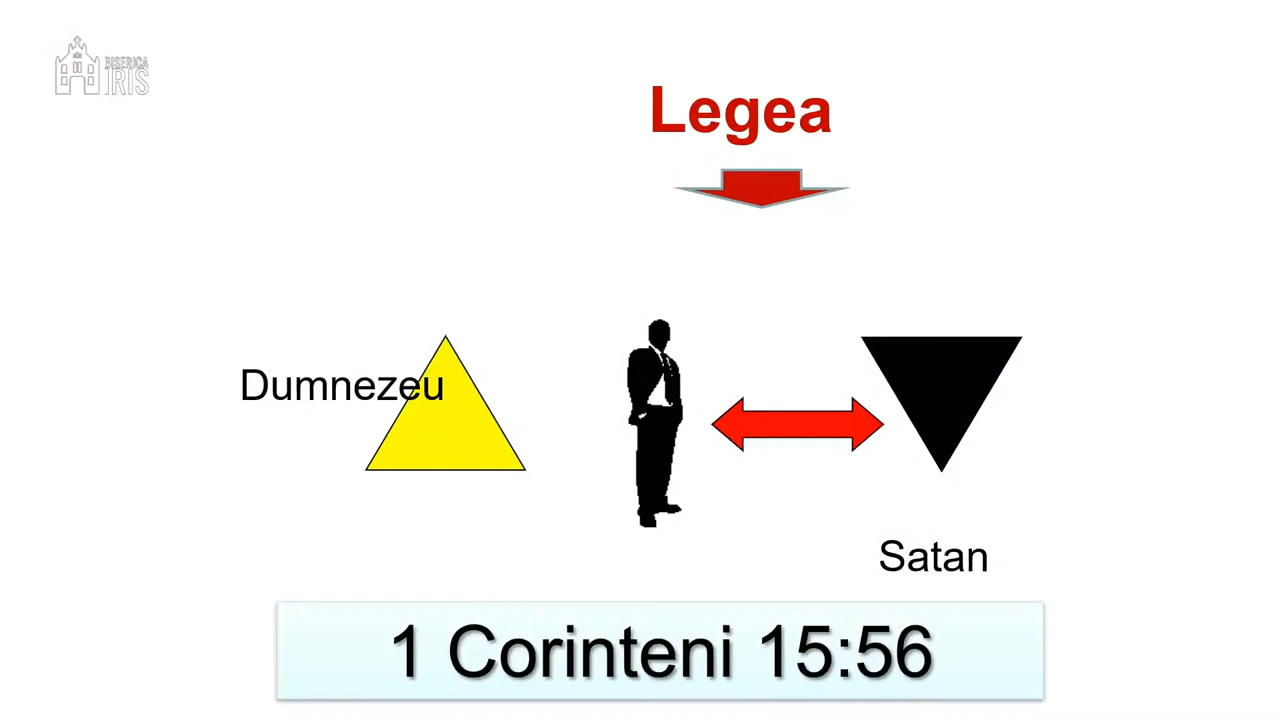 BISERICA
IRIS
Legea
Dumnezeu
Satan
1 Corinteni 15:56